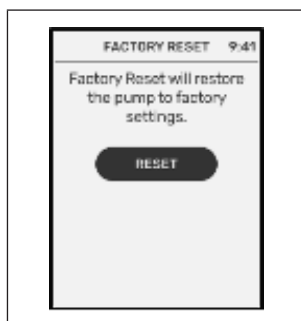 FACTORY RESET 9:41
Factory Reset will restore
the pump to factory
settings.
RESET